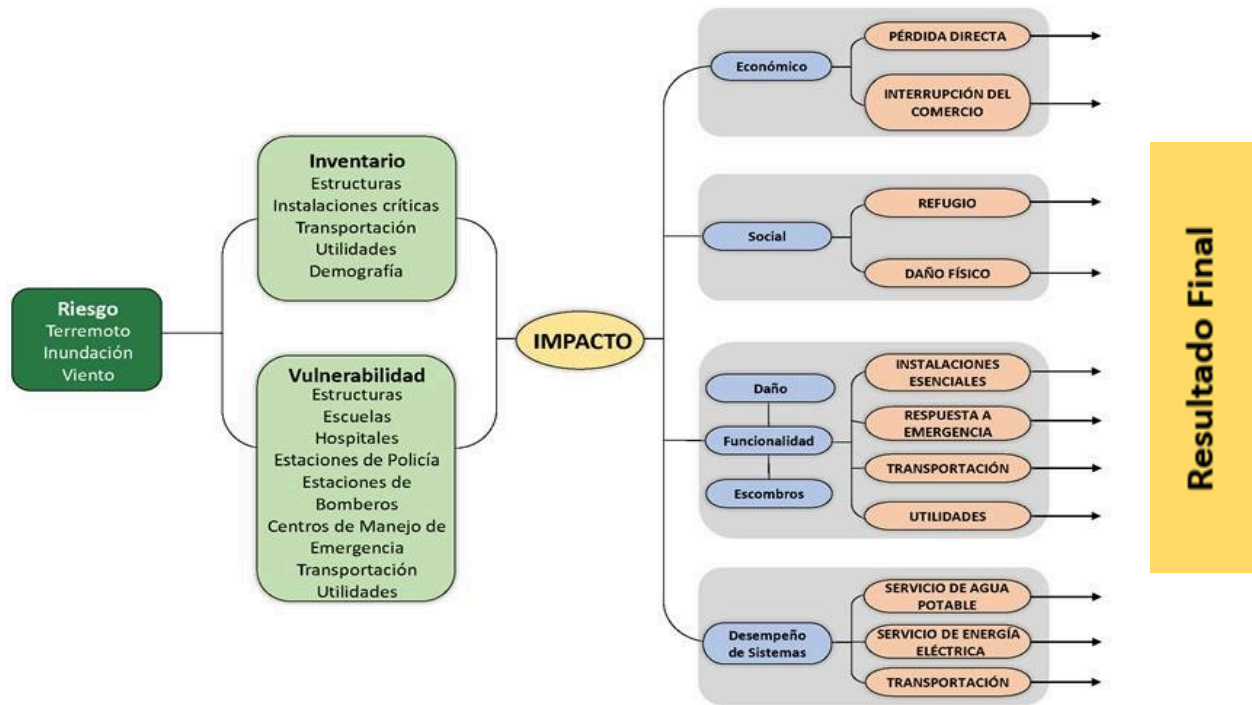 Riesgo
Terremoto
Inundación
Viento
Inventario
Estructuras
Instalaciones críticas
Transportación
Utilidades
Demografía
Vulnerabilidad
Estructuras
Escuelas
Hospitales
Estaciones de Policía
Estaciones de
Bomberos
Centros de Manejo de
Emergencia
Transportación
Utilidades
IMPACTO
Económico
PÉRDIDA DIRECTA
INTERRUPCIÓN DEL
COMERCIO
Social
REFUGIO
DAÑO FÍSICO
Daño
Funcionalidad
Escombros
INSTALACIONES
ESENCIALES
RESPUESTA A
EMERGENCIA
TRANSPORTACIÓN
UTILIDADES
Desempeño
de Sistemas
SERVICIO DE AGUA
POTABLE
SERVICIO DE ENERGÍA
ELÉCTRICA
TRANSPORTACIÓN
Resultado Final